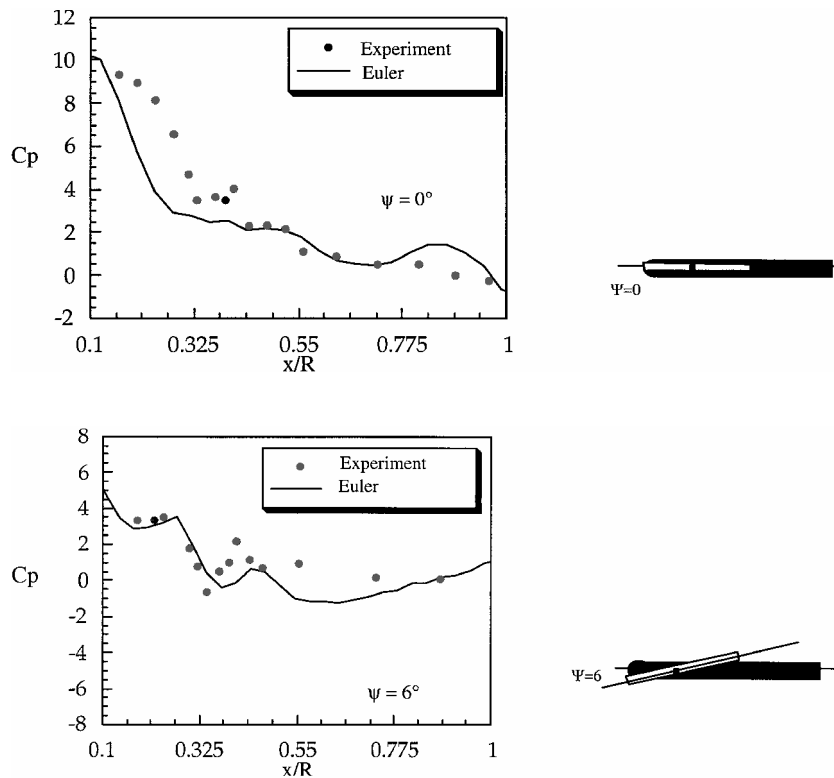 12
10
8
6
4
2
0
-2
Cp
Experiment
Euler
ψ = 0°
0.1 0.325 0.55 0.775 1
x/R
Ψ=0
8
6
4
2
0
-2
-4
-6
-8
Cp
Experiment
Euler
ψ = 6°
0.1 0.325 0.55 0.775 1
x/R
Ψ=6